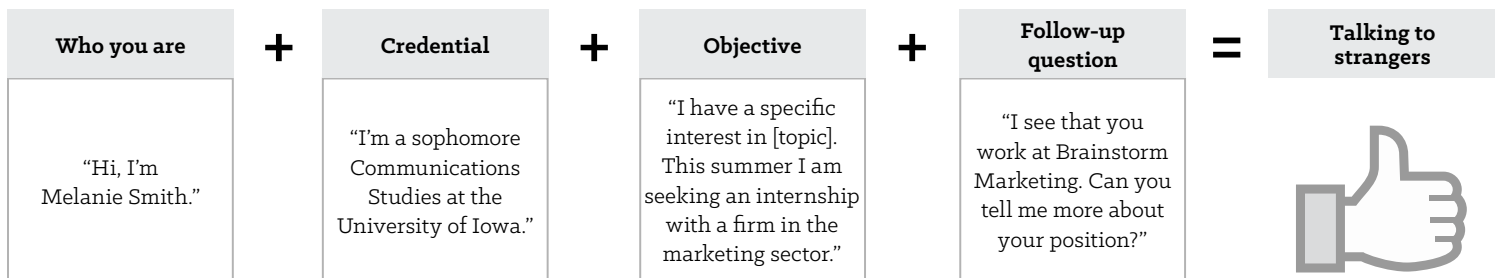 Who you are
+
Credential
+
Objective
+
Follow-up
question
=
Talking to
strangers
“Hi, I’m
Melanie Smith.”
“I’m a sophomore
Communications
Studies at the
University of Iowa.”
“I have a specific
interest in [topic].
This summer I am
seeking an internship
with a firm in the
marketing sector.”
“I see that you
work at Brainstorm
Marketing. Can you
tell me more about
your position?”